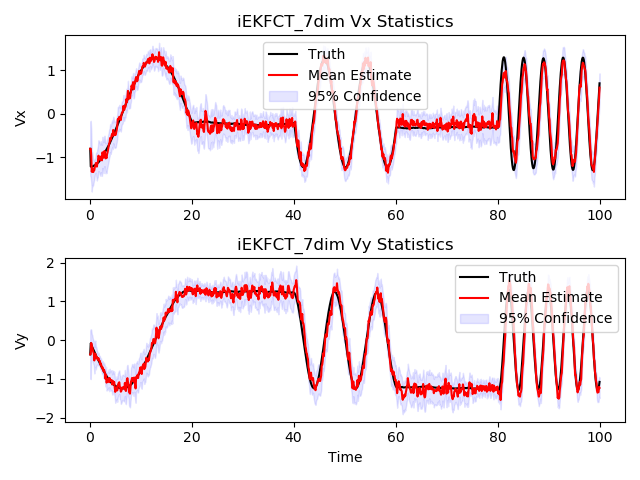 iEKFCT_7dim Vx Statistics
Vx
1
0
−1
Truth
Mean Estimate
95% Confidence
0 20 40 60 80 100
iEKFCT_7dim Vy Statistics
Vy
2
1
0
−1
−2
Truth
Mean Estimate
95% Confidence
0 20 40 60 80 100
Time